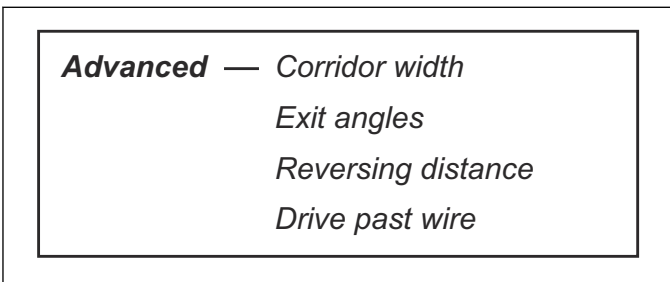 Advanced — Corridor width
Exit angles
Reversing distance
Drive past wire